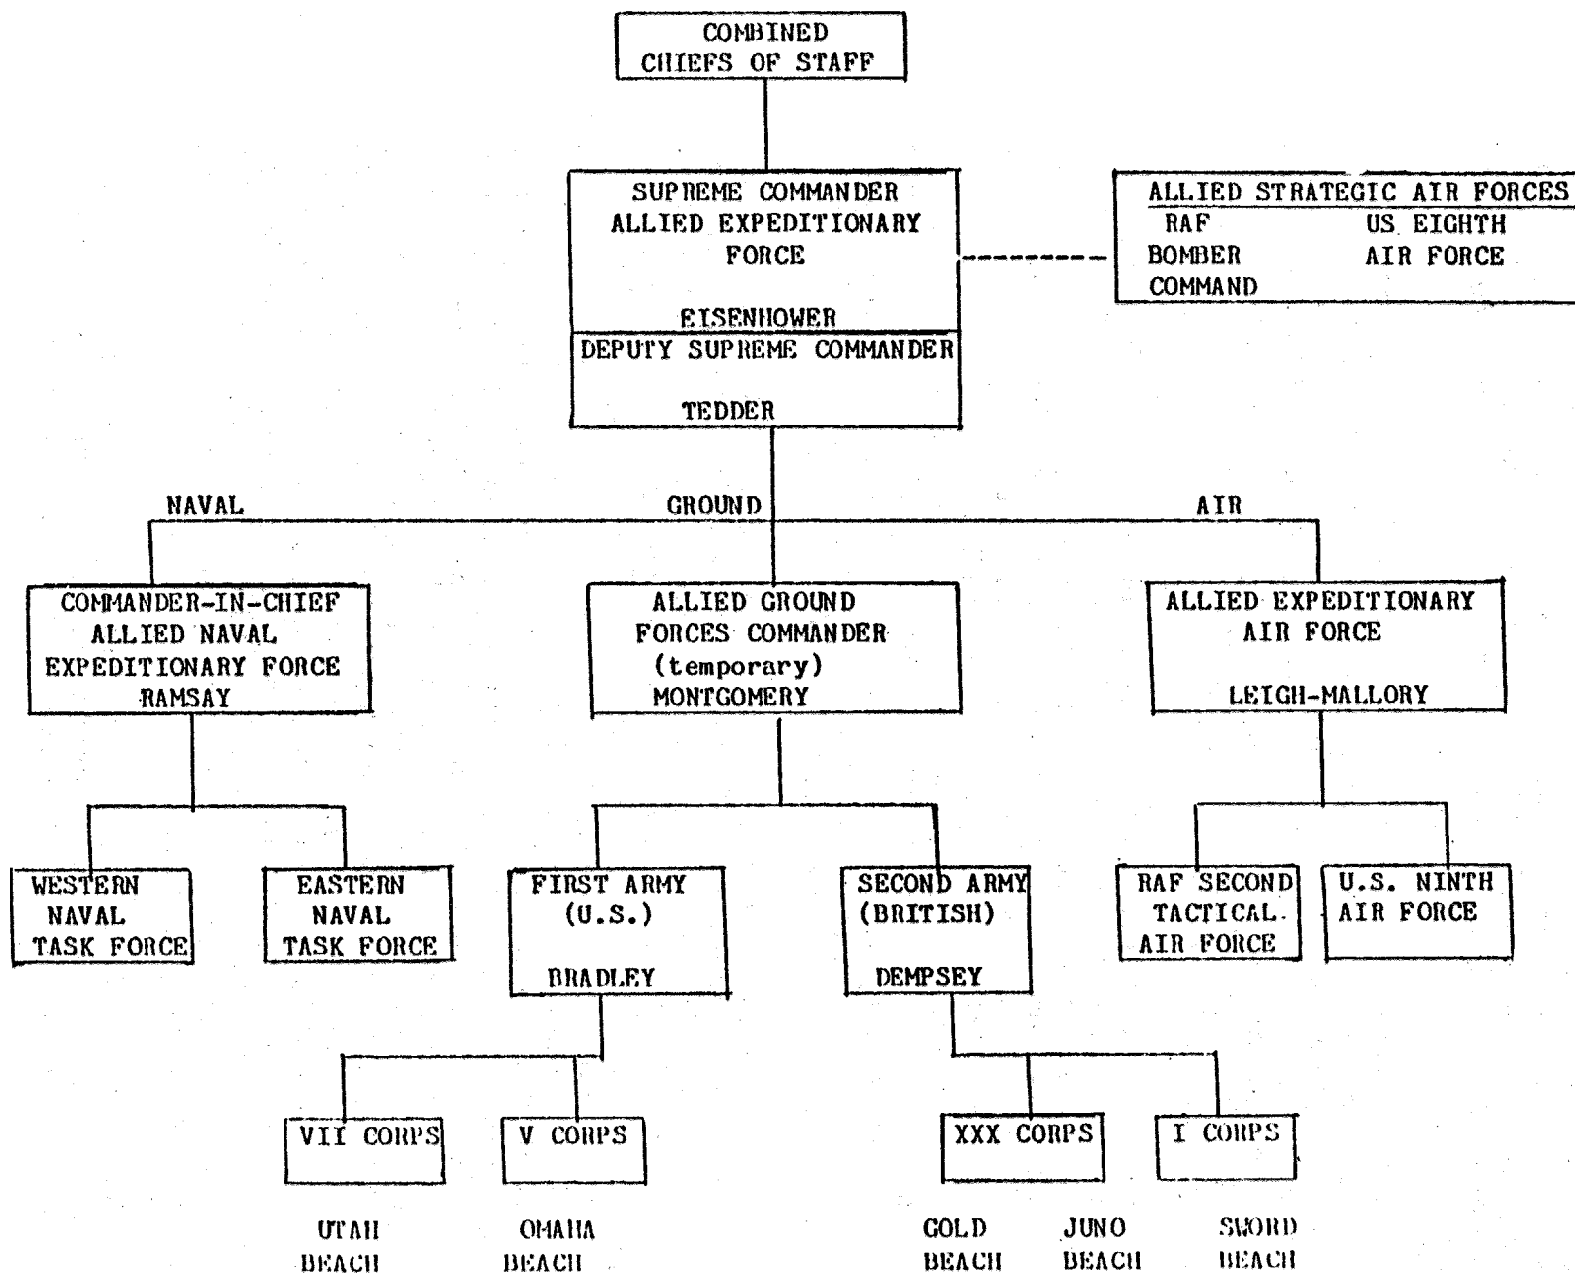 COMBINED
CHIEFS OF STAFF
SUPREME COMMANDER
ALLIED EXPEDITIONARY
FORCE
EISENHOWER
DEPUTY SUPREME COMMANDER
TEDDER
ALLIED STRATEGIC AIR FORCES
RAF
BOMBER
COMMAND
US EIGHTH
AIR FORCE
NAVAL
GROUND
AIR
COMMANDER-IN-CHIEF
ALLIED NAVAL
EXPEDITIONARY FORCE
RAMSAY
ALLIED GROUND
FORCES COMMANDER
(temporary)
MONTGOMERY
ALLIED EXPEDITIONARY
AIR FORCE
LEIGH-MALLORY
WESTERN
NAVAL
TASK FORCE
EASTERN
NAVAL
TASK FORCE
FIRST ARMY
(U.S.)
BRADLEY
SECOND ARMY
(BRITISH)
DEMPSEY
RAF SECOND
TACTICAL
AIR FORCE
U.S. NINTH
AIR FORCE
VII CORPS
V CORPS
XXX CORPS
I CORPS
UTAH
BEACH
OMAHA
BEACH
GOLD
BEACH
JUNO
BEACH
SWORD
BEACH